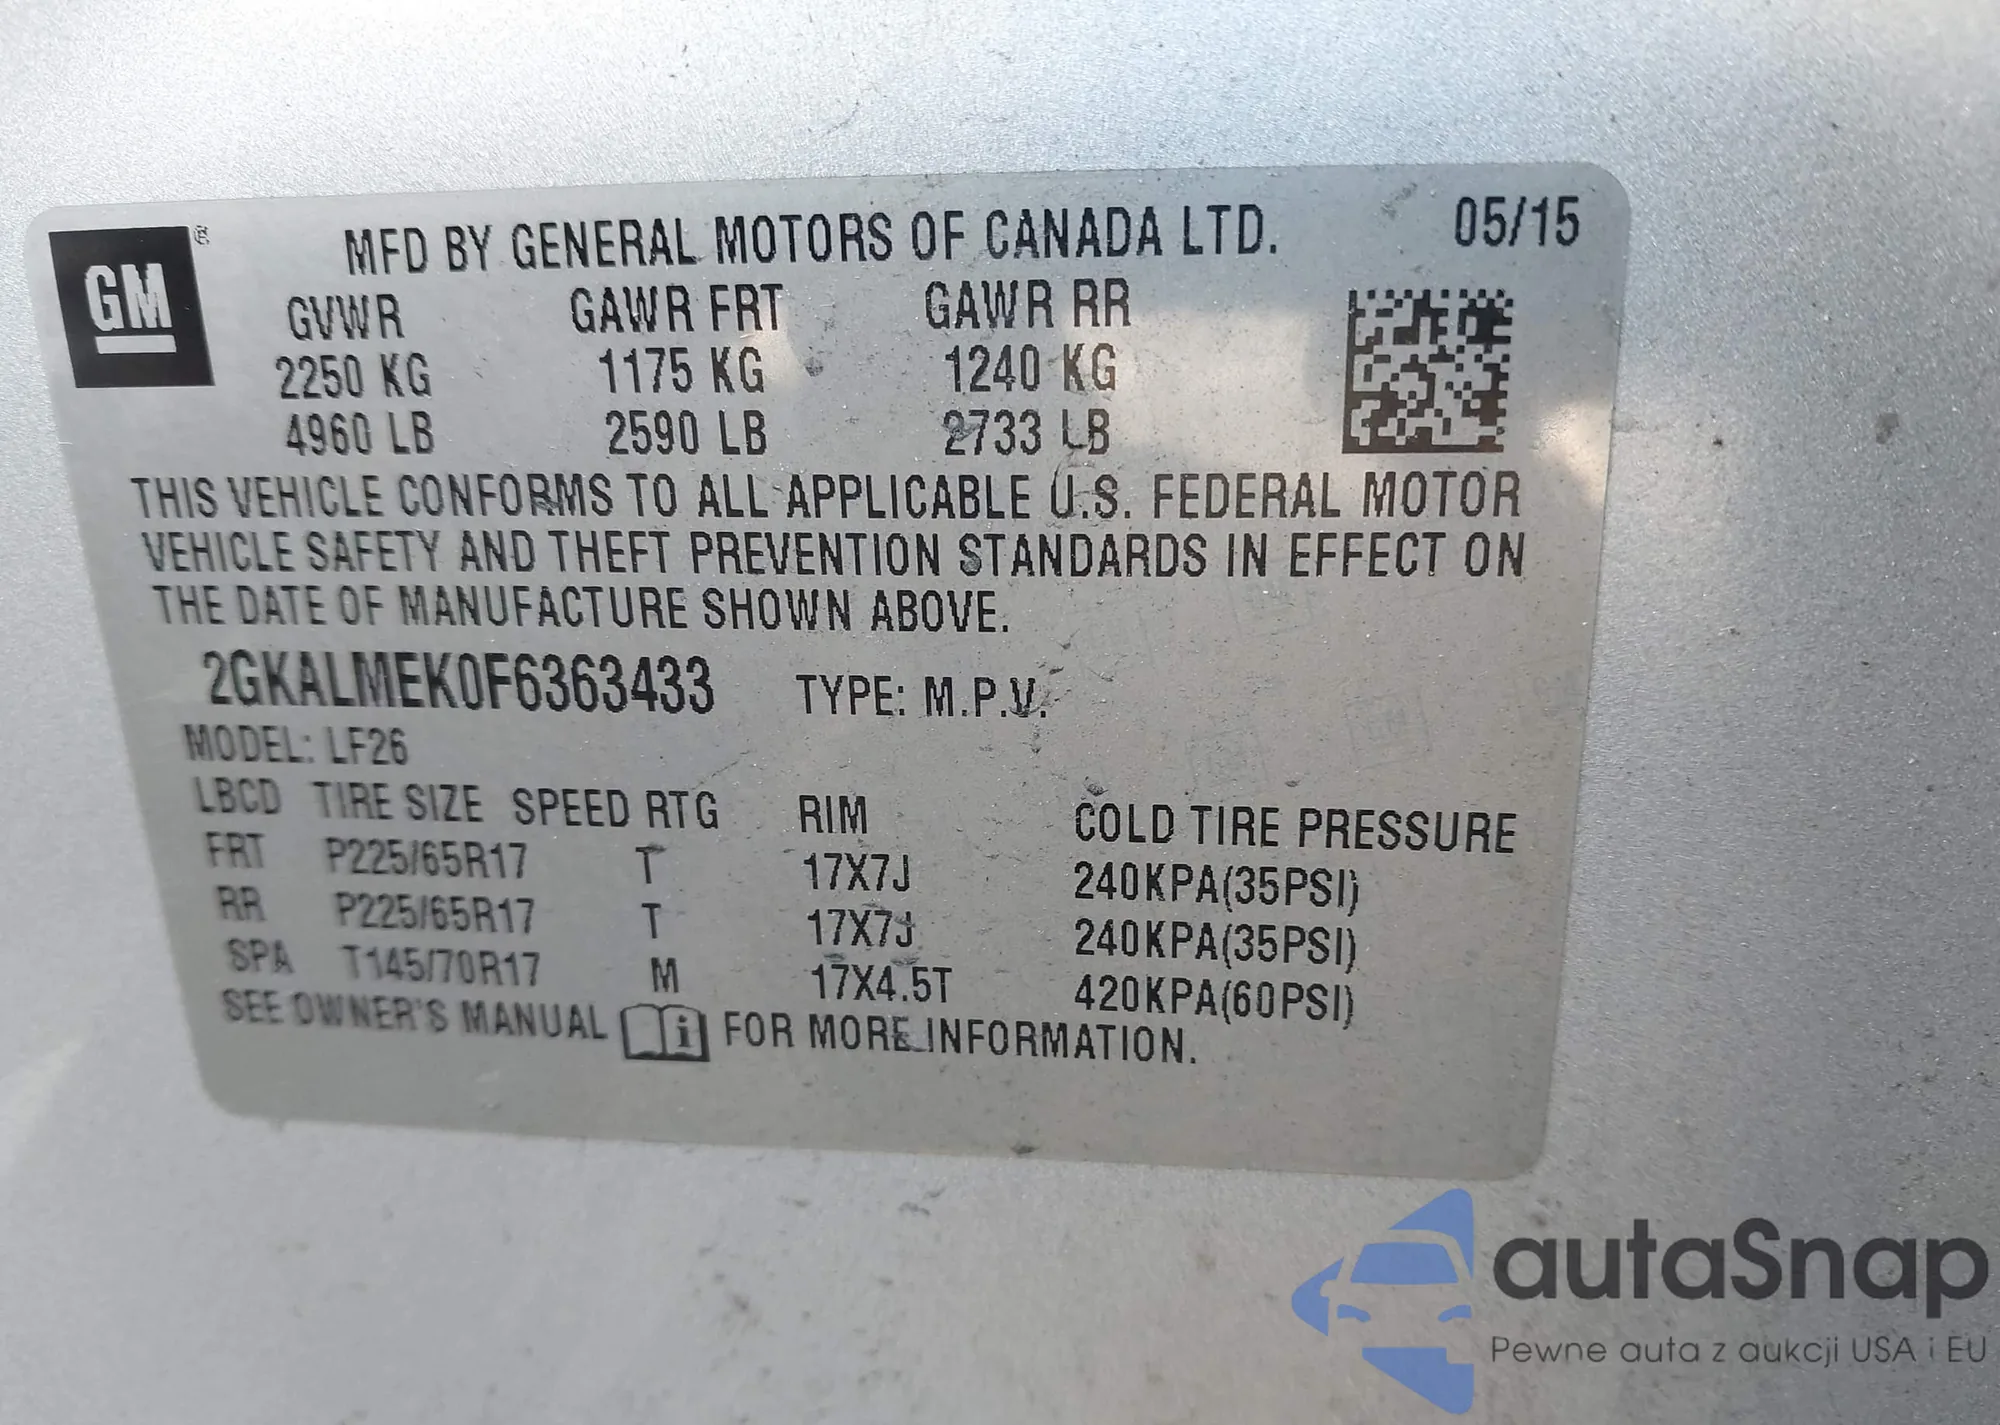 GM ®
MFD BY GENERAL MOTORS OF CANADA LTD. 05/15
GVWR GAWR FRT GAWR RR
2250 KG 1175 KG 1240 KG
4960 LB 2590 LB 2733 LB
THIS VEHICLE CONFORMS TO ALL APPLICABLE U.S. FEDERAL MOTOR
VEHICLE SAFETY AND THEFT PREVENTION STANDARDS IN EFFECT ON
THE DATE OF MANUFACTURE SHOWN ABOVE.
2GKALMEK0F6363433 TYPE: M.P.V.
MODEL: LF26
LBCD TIRE SIZE SPEED RTG RIM COLD TIRE PRESSURE
FRT P225/65R17 T 17X7J 240KPA(35PSI)
RR P225/65R17 T 17X7J 240KPA(35PSI)
SPA T145/70R17 M 17X4.5T 420KPA(60PSI)
SEE OWNER'S MANUAL i FOR MORE INFORMATION.
autaSnap
Pewne auta z aukcji USA i EU